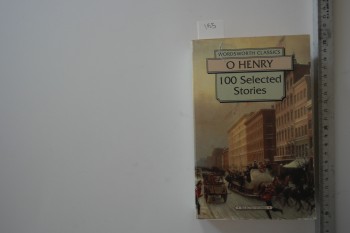 WORDSWORTH CLASSICS
O HENRY
100 Selected
Stories